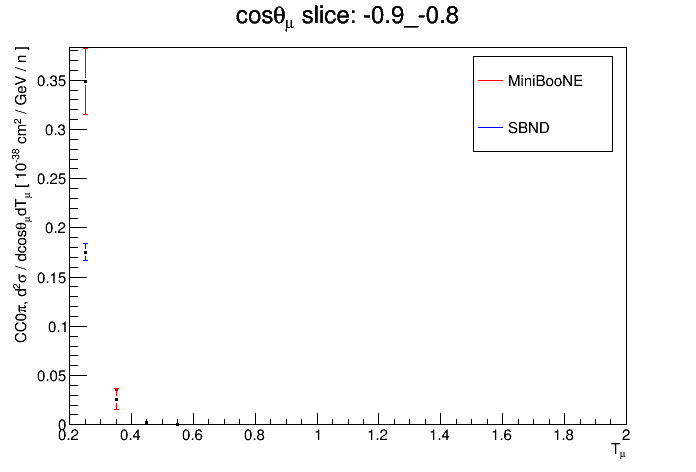 cosθμ slice: -0.9_-0.8
CC0π, d²σ / dcosθμdTμ [ 10⁻³⁸ cm² / GeV / n ]
0.35
0.3
0.25
0.2
0.15
0.1
0.05
0
MiniBooNE
SBND
0.2 0.4 0.6 0.8 1 1.2 1.4 1.6 1.8 2
Tμ